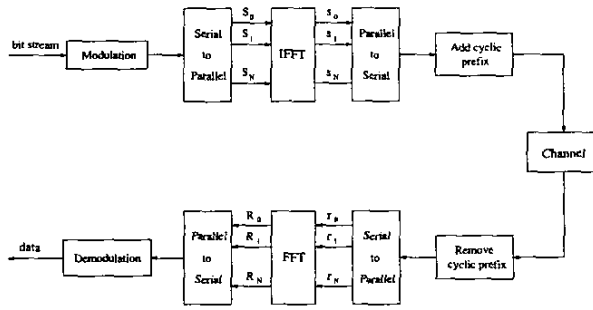 bit stream
Modulation
Serial
to
Parallel
S0
S1
SN
IFFT
s0
s1
sN
Parallel
to
Serial
Add cyclic
prefix
Channel
data
Demodulation
Parallel
to
Serial
R0
R1
RN
FFT
r0
r1
rN
Serial
to
Parallel
Remove
cyclic prefix